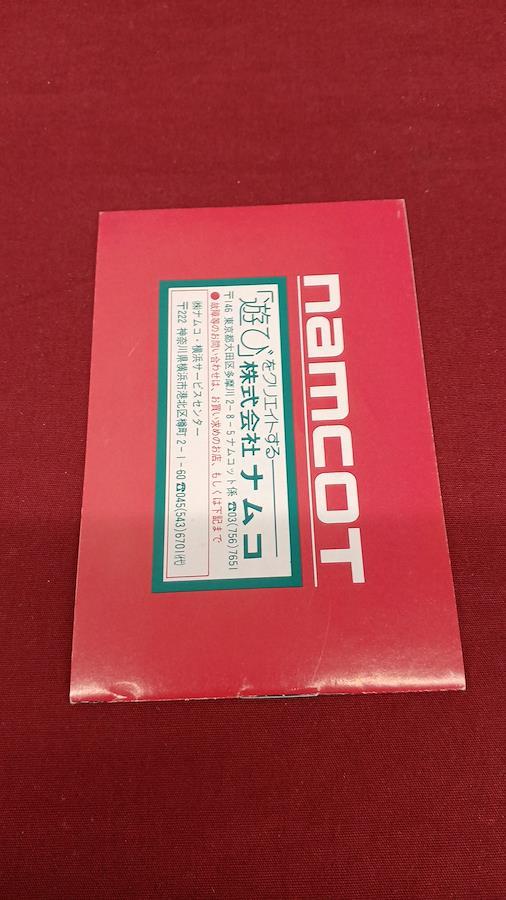 namcot
「遊び」をクリエイトする
株式会社 ナムコ
〒146 東京都大田区多摩川2-8-5ナムコット係 ☎03(756)7651
●故障等のお問い合わせは、お買い求めのお店、もしくは下記まで
㈱ナムコ・横浜サービスセンター
〒222 神奈川県横浜市港北区樽町2-1-60☎045(543)6701㈹